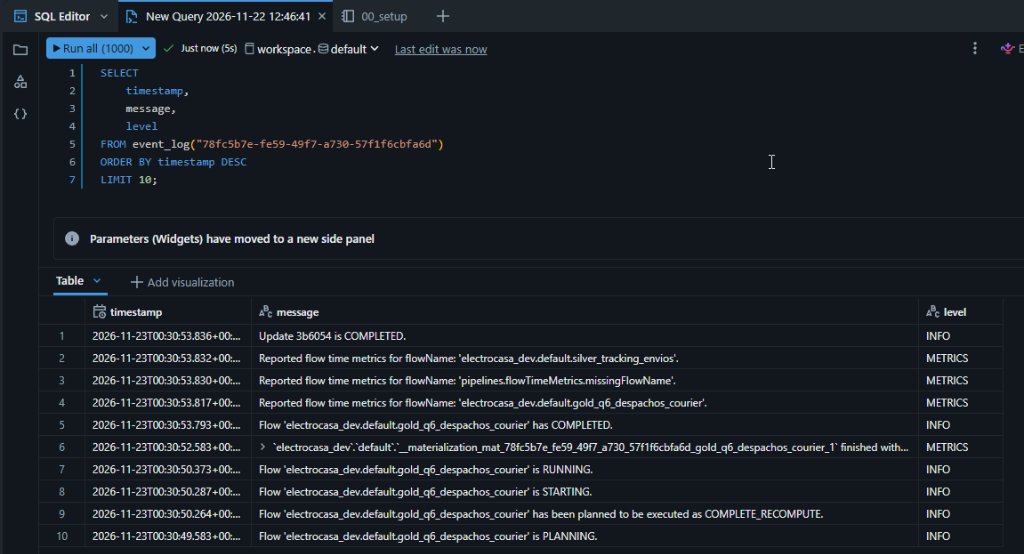 SQL Editor
New Query 2026-11-22 12:46:41
00_setup
Run all (1000)
Just now (5s)
workspace.
default
Last edit was now
E
1 SELECT
2 timestamp,
3 message,
4 level
5 FROM event_log("78fc5b7e-fe59-49f7-a730-57f1f6cbfa6d")
6 ORDER BY timestamp DESC
7 LIMIT 10;
Parameters (Widgets) have moved to a new side panel
Table
Add visualization
timestamp message level
1 2026-11-23T00:30:53.836+00:... Update 3b6054 is COMPLETED. INFO
2 2026-11-23T00:30:53.832+00:... Reported flow time metrics for flowName: 'electrocasa_dev.default.silver_tracking_envios'. METRICS
3 2026-11-23T00:30:53.830+00:... Reported flow time metrics for flowName: 'pipelines.flowTimeMetrics.missingFlowName'. METRICS
4 2026-11-23T00:30:53.817+00:... Reported flow time metrics for flowName: 'electrocasa_dev.default.gold_q6_despachos_courier'. METRICS
5 2026-11-23T00:30:53.793+00:... Flow 'electrocasa_dev.default.gold_q6_despachos_courier' has COMPLETED. INFO
6 2026-11-23T00:30:52.583+00:... `electrocasa_dev`.`default`.`__materialization_mat_78fc5b7e_fe59_49f7_a730_57f1f6cbfa6d_gold_q6_despachos_courier_1` finished with... METRICS
7 2026-11-23T00:30:50.373+00:... Flow 'electrocasa_dev.default.gold_q6_despachos_courier' is RUNNING. INFO
8 2026-11-23T00:30:50.287+00:... Flow 'electrocasa_dev.default.gold_q6_despachos_courier' is STARTING. INFO
9 2026-11-23T00:30:50.264+00:... Flow 'electrocasa_dev.default.gold_q6_despachos_courier' has been planned to be executed as COMPLETE_RECOMPUTE. INFO
10 2026-11-23T00:30:49.583+00:... Flow 'electrocasa_dev.default.gold_q6_despachos_courier' is PLANNING. INFO